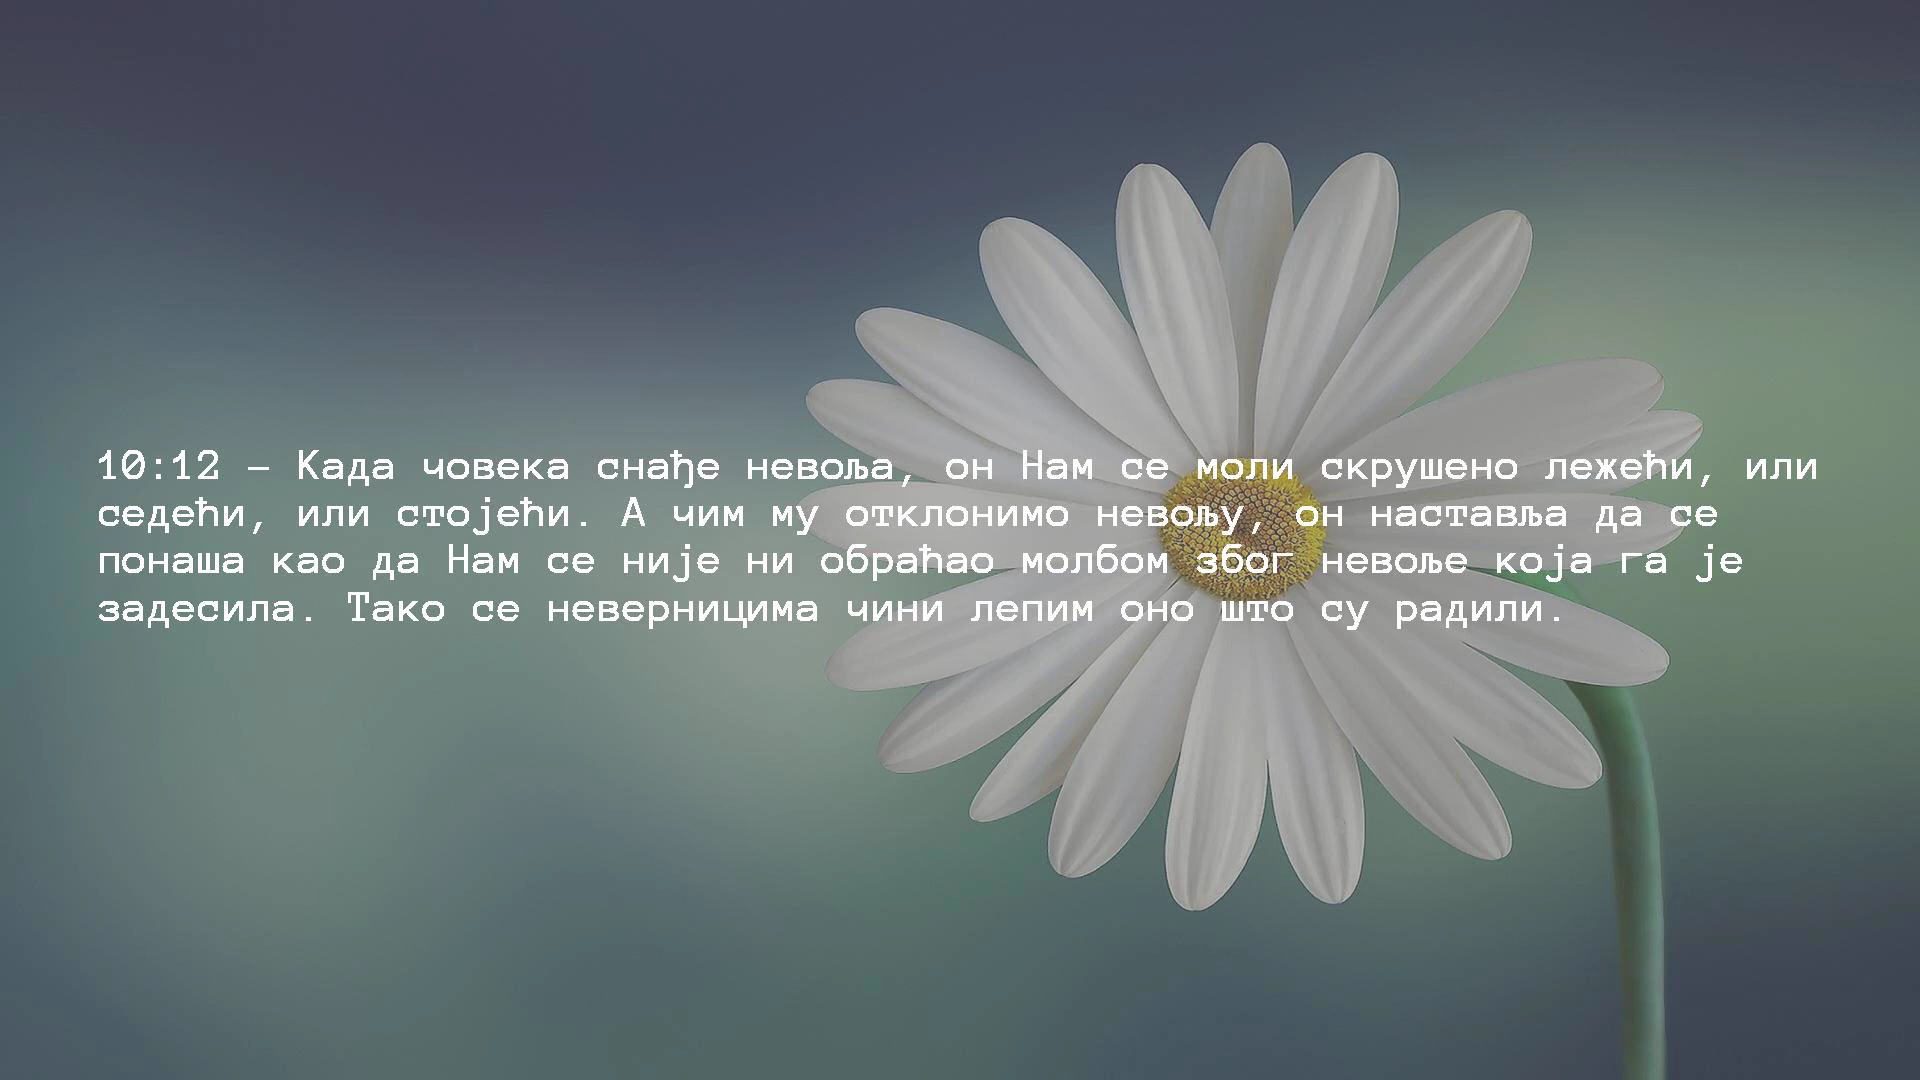 10:12 – Када човека снађе невоља, он Нам се моли скрушено лежећи, или
седећи, или стојећи. А чим му отклонимо невољу, он наставља да се
понаша као да Нам се није ни обраћао молбом због невоље која га је
задесила. Тако се неверницима чини лепим оно што су радили.